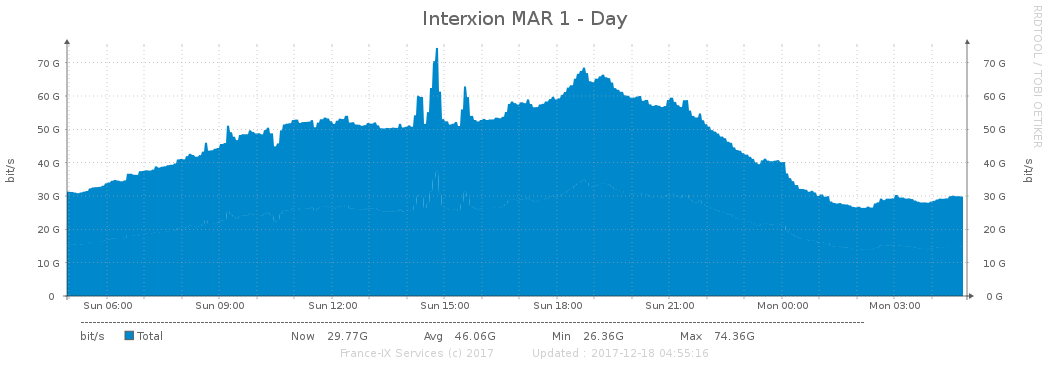 Interxion MAR 1 - Day
RRDTOOL / TOBI OETIKER
bit/s
70 G 70 G
60 G 60 G
50 G 50 G
40 G 40 G
30 G 30 G
20 G 20 G
10 G 10 G
0 0 G
bit/s
Sun 06:00 Sun 09:00 Sun 12:00 Sun 15:00 Sun 18:00 Sun 21:00 Mon 00:00 Mon 03:00
bit/s Total Now 29.77G Avg 46.06G Min 26.36G Max 74.36G
France-IX Services (c) 2017 Updated : 2017-12-18 04:55:16